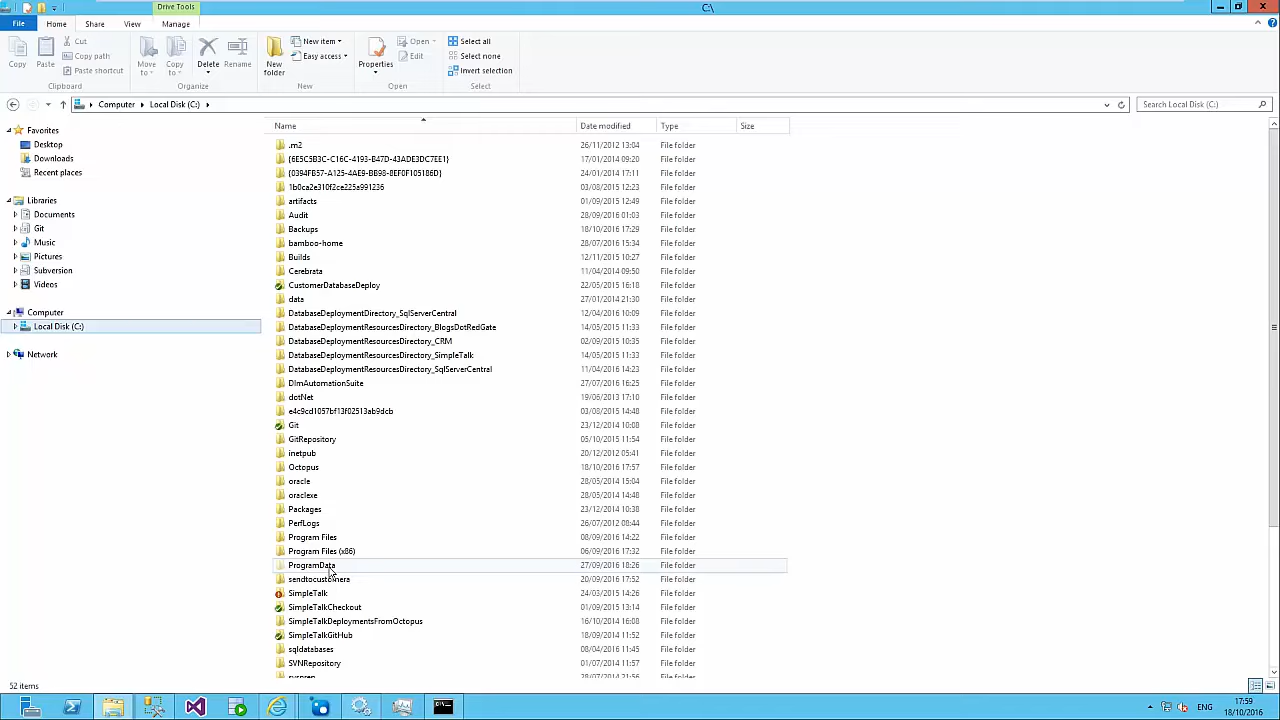 Drive Tools
C:\
File Home Share View Manage
Copy
Paste
Cut
Copy path
Paste shortcut
Clipboard
Move to
Copy to
Delete
Rename
Organize
New folder
New item
Easy access
New
Properties
Open
Edit
Open
Select all
Select none
Invert selection
Select
Computer Local Disk (C:)
Search Local Disk (C:)
Favorites
Desktop
Downloads
Recent places
Libraries
Documents
Git
Music
Pictures
Subversion
Videos
Computer
Local Disk (C:)
Network
Name Date modified Type Size
.m2 26/11/2012 13:04 File folder
{6E5C5B3C-C16C-4193-B47D-43ADE3DC7EE1} 17/01/2014 09:20 File folder
{0394FB57-A125-4AE9-BB98-8EF0F105186D} 24/01/2014 17:11 File folder
1b0ca2e310f2ce225a991236 03/08/2015 12:23 File folder
artifacts 01/09/2015 12:49 File folder
Audit 28/09/2016 01:03 File folder
Backups 18/10/2016 17:29 File folder
bamboo-home 28/07/2016 15:34 File folder
Builds 12/11/2015 10:27 File folder
Cerebrata 11/04/2014 09:50 File folder
CustomerDatabaseDeploy 22/05/2015 16:18 File folder
data 27/01/2014 21:30 File folder
DatabaseDeploymentDirectory_SqlServerCentral 12/04/2016 10:09 File folder
DatabaseDeploymentResourcesDirectory_BlogsDotRedGate 14/05/2015 11:33 File folder
DatabaseDeploymentResourcesDirectory_CRM 02/09/2015 10:35 File folder
DatabaseDeploymentResourcesDirectory_SimpleTalk 14/05/2015 11:33 File folder
DatabaseDeploymentResourcesDirectory_SqlServerCentral 11/04/2016 14:23 File folder
DlmAutomationSuite 27/07/2016 16:25 File folder
dotNet 19/06/2013 17:10 File folder
e4c9cd1057bf13f02513ab9dcb 03/08/2015 14:48 File folder
Git 23/12/2014 10:08 File folder
GitRepository 05/10/2015 11:54 File folder
inetpub 20/12/2012 05:41 File folder
Octopus 18/10/2016 17:57 File folder
oracle 28/05/2014 15:04 File folder
oraclexe 28/05/2014 14:48 File folder
Packages 23/12/2014 10:38 File folder
PerfLogs 26/07/2012 08:44 File folder
Program Files 08/09/2016 14:22 File folder
Program Files (x86) 06/09/2016 17:32 File folder
ProgramData 27/09/2016 18:26 File folder
sendtocustomera 20/09/2016 17:52 File folder
SimpleTalk 24/03/2015 14:26 File folder
SimpleTalkCheckout 01/09/2015 13:14 File folder
SimpleTalkDeploymentsFromOctopus 16/10/2014 16:08 File folder
SimpleTalkGitHub 18/09/2014 11:52 File folder
sqldatabases 08/04/2016 11:45 File folder
SVNRepository 01/07/2014 11:57 File folder
sysprep 28/07/2014 21:56 File folder
52 items
ENG
17:59
18/10/2016